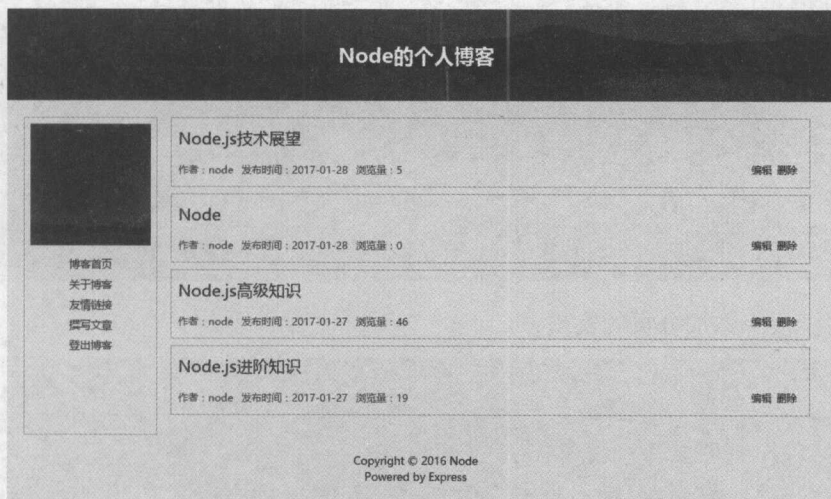 Node的个人博客
博客首页
关于博客
友情链接
撰写文章
登出博客
Node.js技术展望
作者：node 发布时间：2017-01-28 浏览量：5 编辑 删除
Node
作者：node 发布时间：2017-01-28 浏览量：0 编辑 删除
Node.js高级知识
作者：node 发布时间：2017-01-27 浏览量：46 编辑 删除
Node.js进阶知识
作者：node 发布时间：2017-01-27 浏览量：19 编辑 删除
Copyright © 2016 Node
Powered by Express